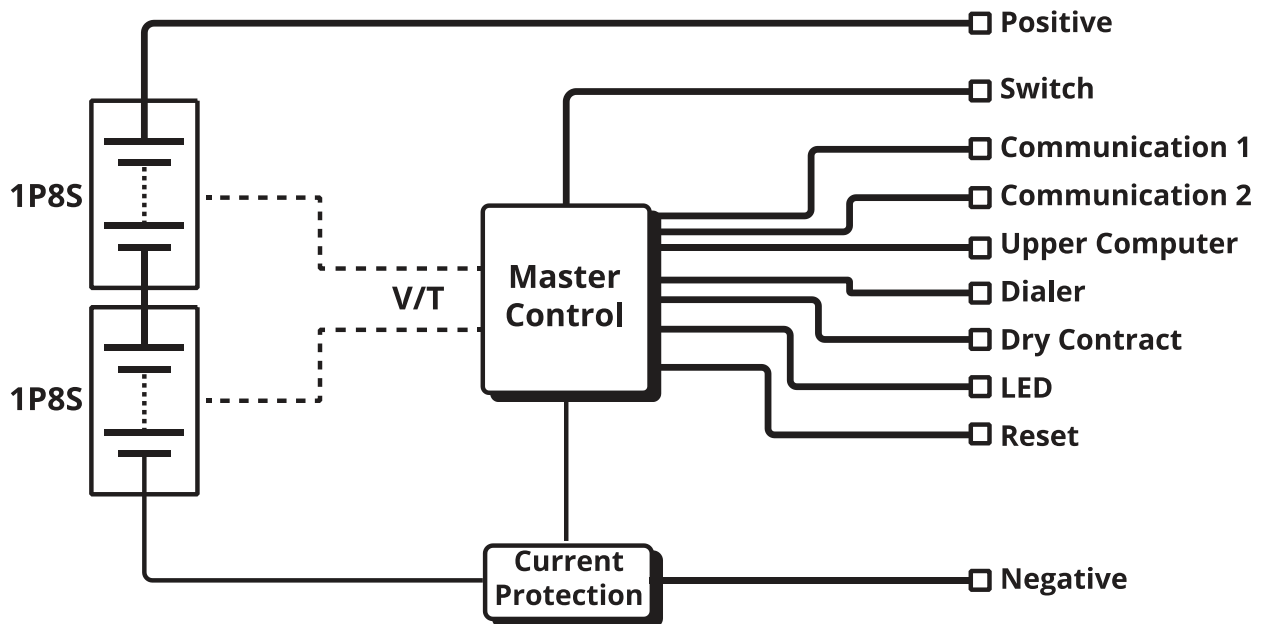 Positive
Switch
Communication 1
1P8S
Communication 2
Upper Computer
Master
Control
V/T
Dialer
Dry Contract
1P8S
LED
Reset
Current
Protection
Negative